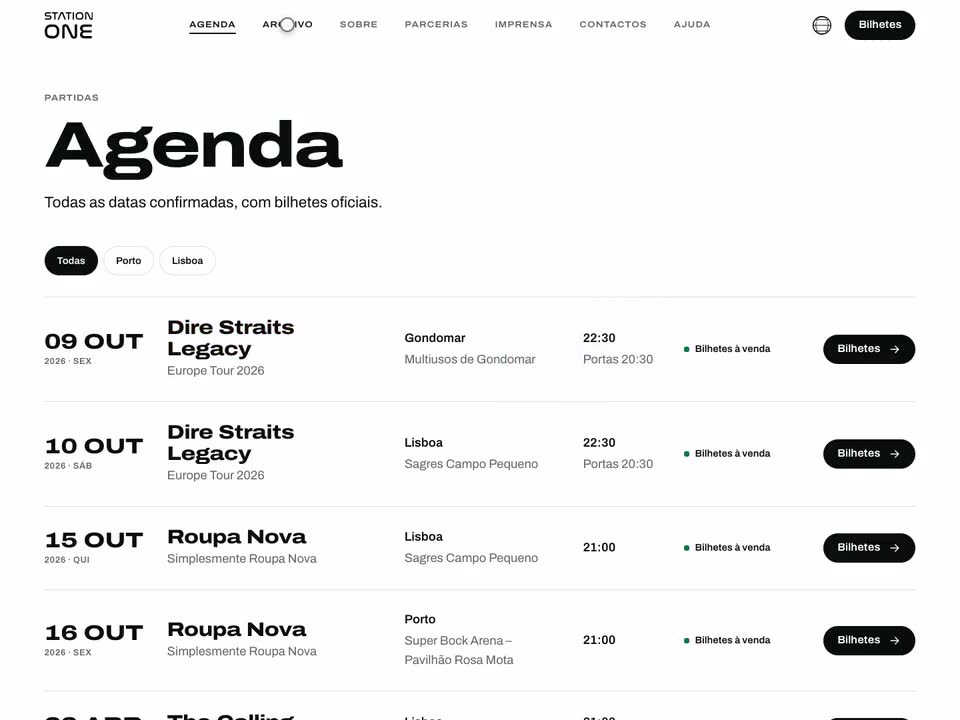 STATION
ONE
AGENDA
SOBRE
PARCERIAS
IMPRENSA
CONTACTOS
AJUDA
Bilhetes
PARTIDAS
Agenda
Todas as datas confirmadas, com bilhetes oficiais.
Todas
Porto
Lisboa
09 OUT
2026 · SEX
Dire Straits
Legacy
Europe Tour 2026
Gondomar
Multiusos de Gondomar
22:30
Portas 20:30
Bilhetes à venda
Bilhetes →
10 OUT
2026 · SÁB
Dire Straits
Legacy
Europe Tour 2026
Lisboa
Sagres Campo Pequeno
22:30
Portas 20:30
Bilhetes à venda
Bilhetes →
15 OUT
2026 · QUI
Roupa Nova
Simplesmente Roupa Nova
Lisboa
Sagres Campo Pequeno
21:00
Bilhetes à venda
Bilhetes →
16 OUT
2026 · SEX
Roupa Nova
Simplesmente Roupa Nova
Porto
Super Bock Arena –
Pavilhão Rosa Mota
21:00
Bilhetes à venda
Bilhetes →